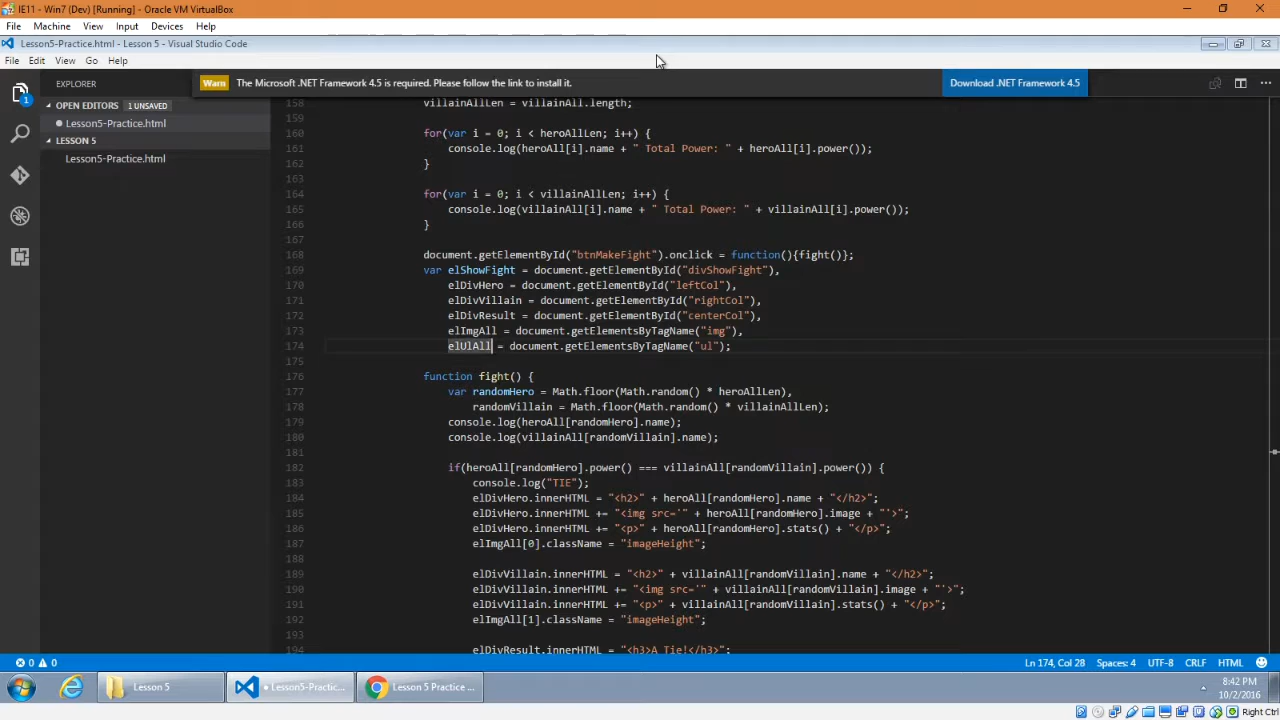 IE11 - Win7 (Dev) [Running] - Oracle VM VirtualBox
File Machine View Input Devices Help
Lesson5-Practice.html - Lesson 5 - Visual Studio Code
File Edit View Go Help
EXPLORER
Warn The Microsoft .NET Framework 4.5 is required. Please follow the link to install it. Download .NET Framework 4.5
OPEN EDITORS 1 UNSAVED
Lesson5-Practice.html
LESSON 5
Lesson5-Practice.html
1
158 villainAllLen = villainAll.length;
159
160 for(var i = 0; i < heroAllLen; i++) {
161 console.log(heroAll[i].name + " Total Power: " + heroAll[i].power());
162 }
163
164 for(var i = 0; i < villainAllLen; i++) {
165 console.log(villainAll[i].name + " Total Power: " + villainAll[i].power());
166 }
167
168 document.getElementById("btnMakeFight").onclick = function(){fight()};
169 var elShowFight = document.getElementById("divShowFight"),
170 elDivHero = document.getElementById("leftCol"),
171 elDivVillain = document.getElementById("rightCol"),
172 elDivResult = document.getElementById("centerCol"),
173 elImgAll = document.getElementsByTagName("img"),
174 elUlAll = document.getElementsByTagName("ul");
175
176 function fight() {
177 var randomHero = Math.floor(Math.random() * heroAllLen),
178 randomVillain = Math.floor(Math.random() * villainAllLen);
179 console.log(heroAll[randomHero].name);
180 console.log(villainAll[randomVillain].name);
181
182 if(heroAll[randomHero].power() === villainAll[randomVillain].power()) {
183 console.log("TIE");
184 elDivHero.innerHTML = "<h2>" + heroAll[randomHero].name + "</h2>";
185 elDivHero.innerHTML += "<img src='" + heroAll[randomHero].image + "'>";
186 elDivHero.innerHTML += "<p>" + heroAll[randomHero].stats() + "</p>";
187 elImgAll[0].className = "imageHeight";
188
189 elDivVillain.innerHTML = "<h2>" + villainAll[randomVillain].name + "</h2>";
190 elDivVillain.innerHTML += "<img src='" + villainAll[randomVillain].image + "'>";
191 elDivVillain.innerHTML += "<p>" + villainAll[randomVillain].stats() + "</p>";
192 elImgAll[1].className = "imageHeight";
193
194 elDivResult.innerHTML = "<h3>A Tie!</h3>";
0 0 Ln 174, Col 28 Spaces: 4 UTF-8 CRLF HTML
Lesson 5 Lesson5-Practic... Lesson 5 Practice ... 8:42 PM
10/2/2016
Right Ctrl